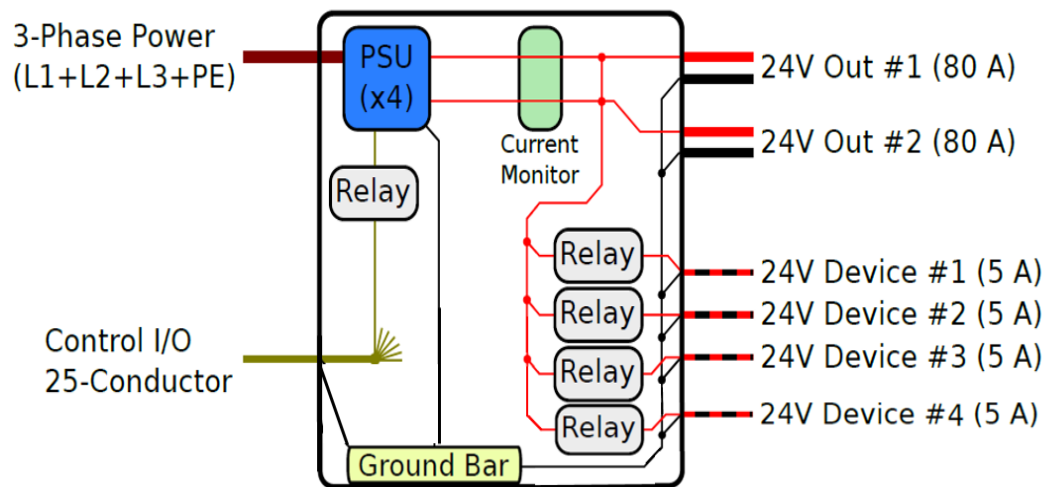 3-Phase Power
(L1+L2+L3+PE)
PSU
(x4)
Current
Monitor
24V Out #1 (80 A)
24V Out #2 (80 A)
Relay
Relay
Relay
Relay
Relay
24V Device #1 (5 A)
24V Device #2 (5 A)
24V Device #3 (5 A)
24V Device #4 (5 A)
Control I/O
25-Conductor
Ground Bar